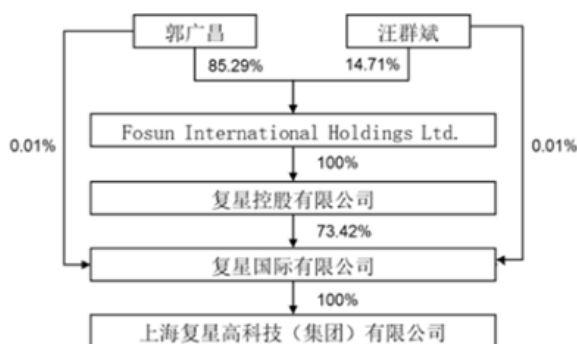 郭广昌
汪群斌
85.29%
14.71%
Fosun International Holdings Ltd.
0.01%
0.01%
100%
复星控股有限公司
73.42%
复星国际有限公司
100%
上海复星高科技（集团）有限公司